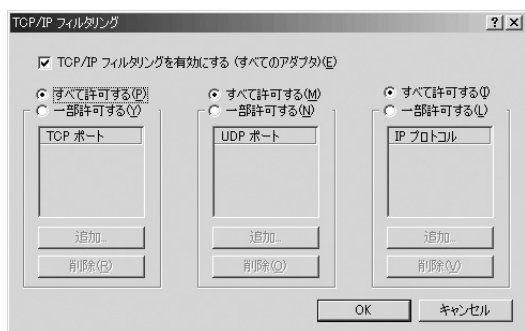 TCP/IP フィルタリング
TCP/IP フィルタリングを有効にする (すべてのアダプタ)(E)
すべて許可する(P)
一部許可する(Y)
TCP ポート
追加...
削除(R)
すべて許可する(M)
一部許可する(N)
UDP ポート
追加...
削除(O)
すべて許可する(I)
一部許可する(L)
IP プロトコル
追加...
削除(V)
OK
キャンセル